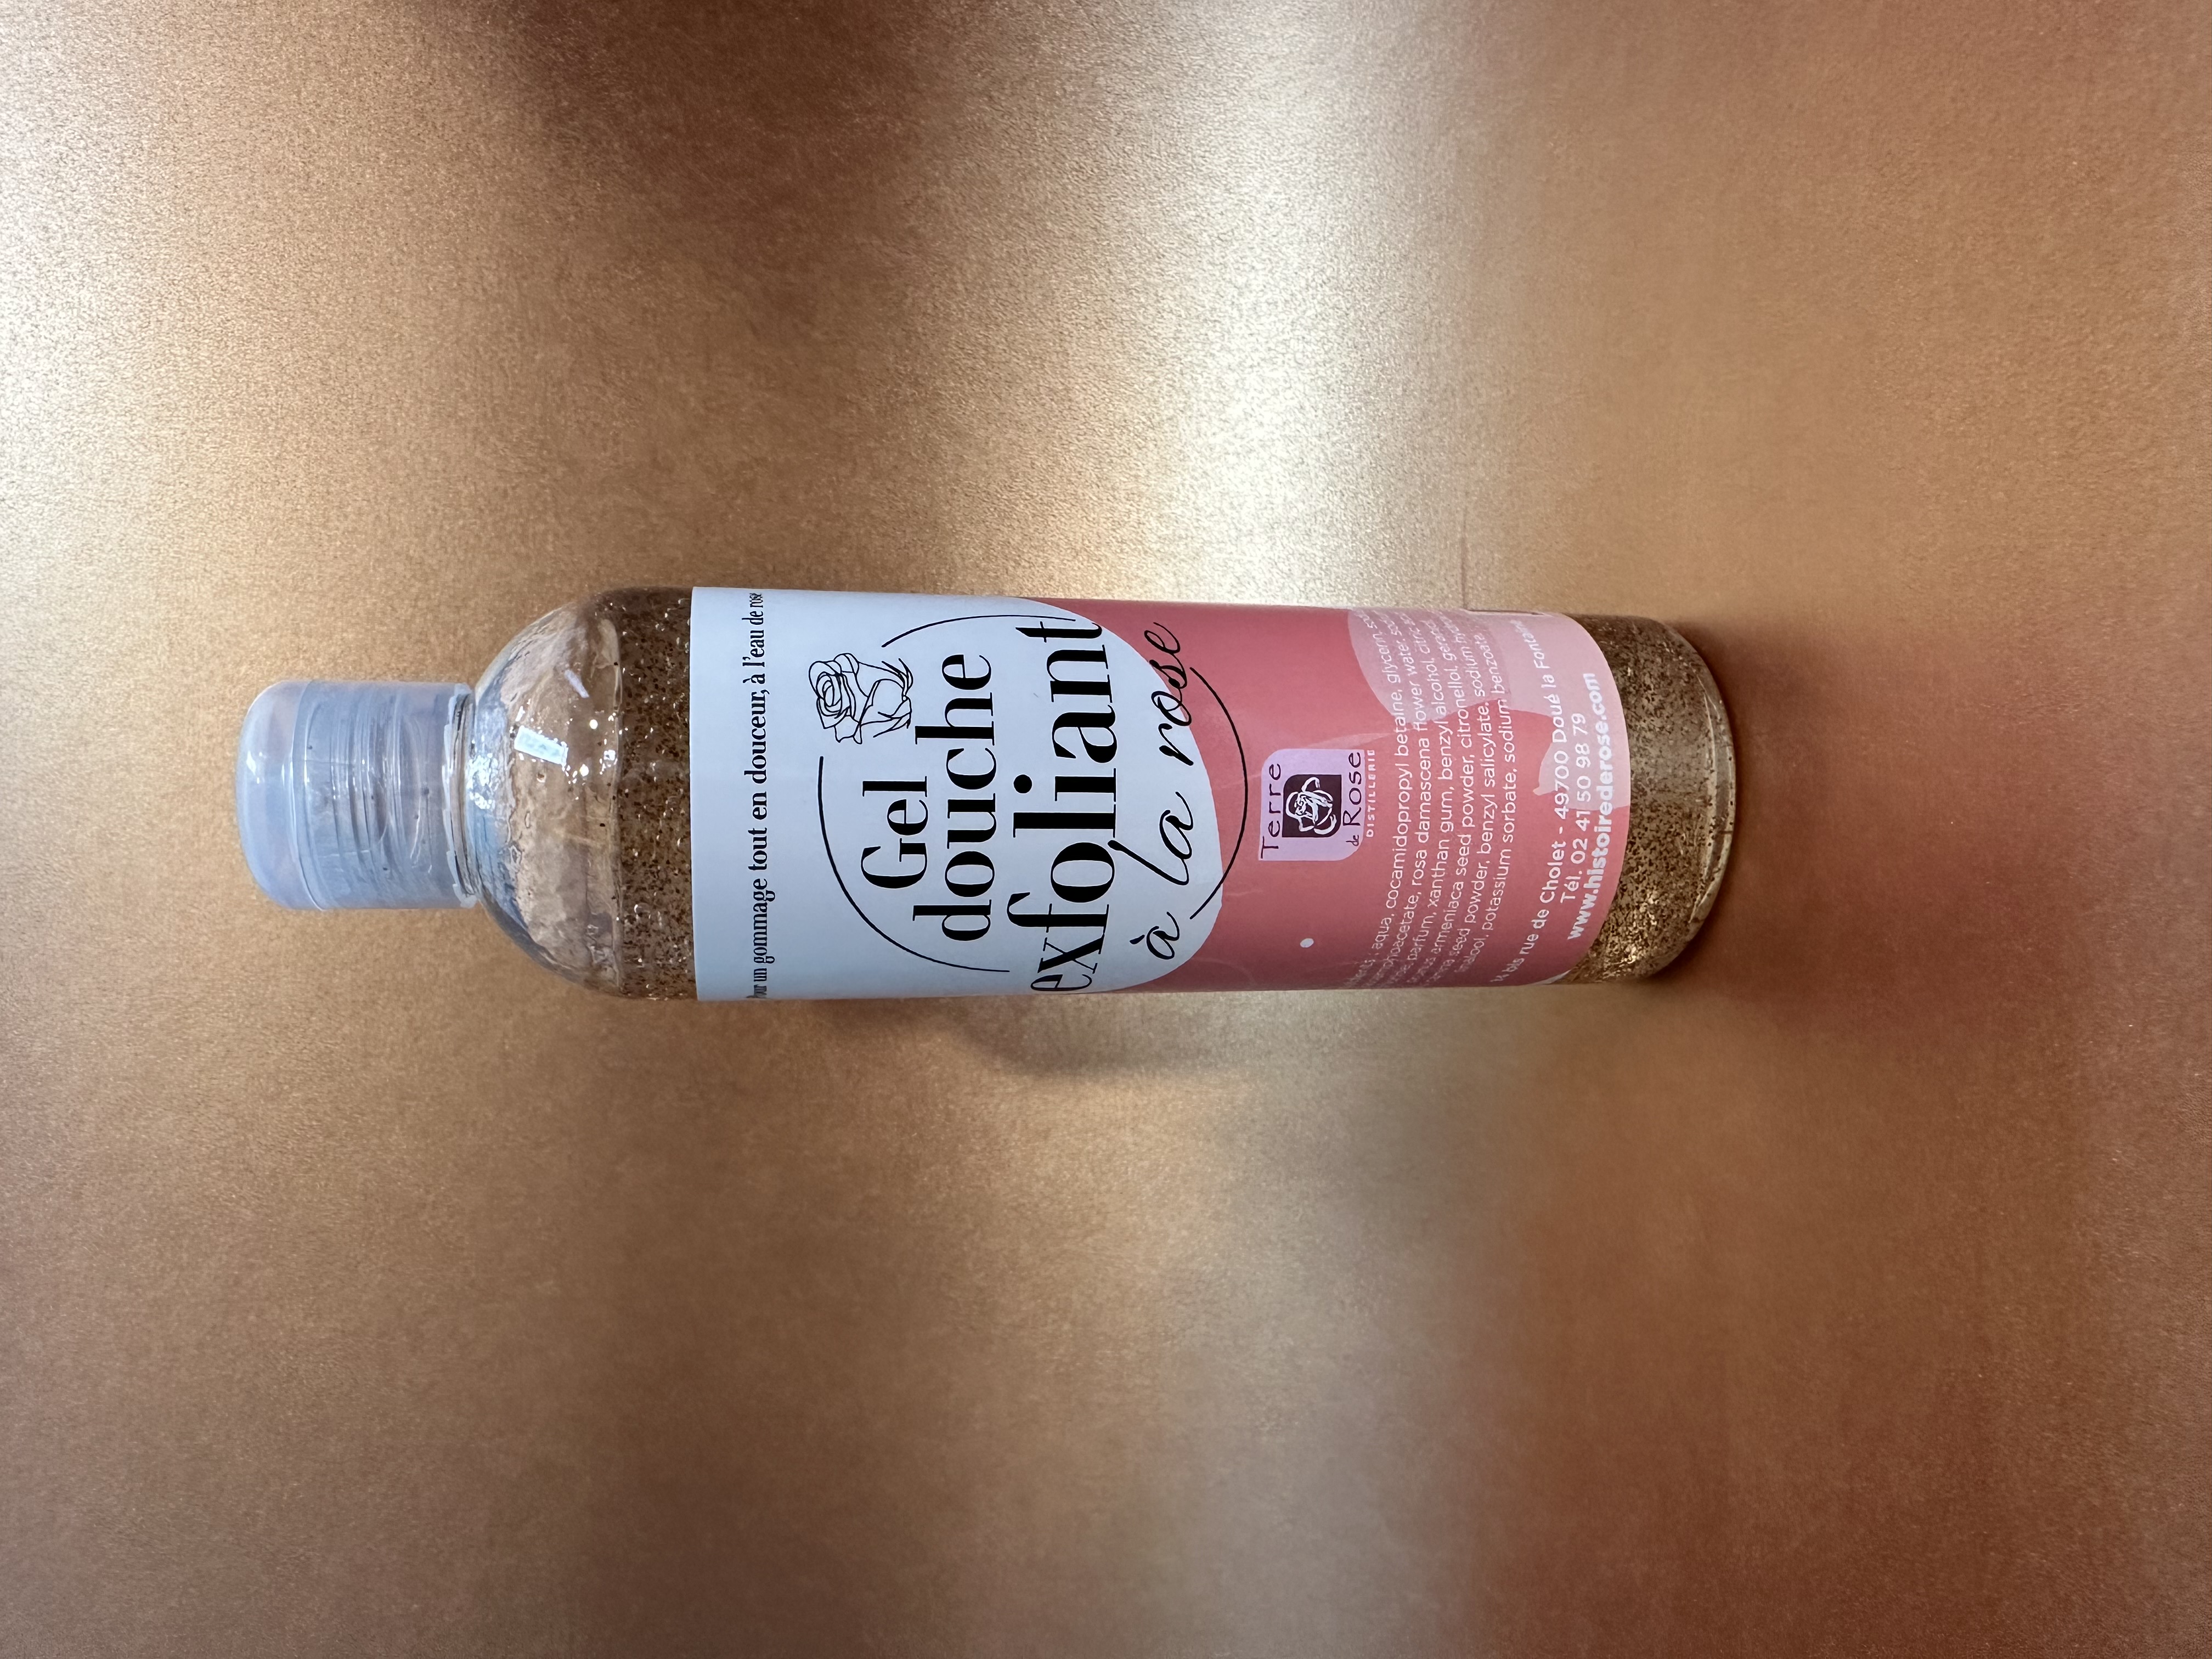 Pour un gommage tout en douceur, à l'eau de rose
Gel
douche
exfoliant
à la rose
Terre
de Rose
DISTILLERIE
aqua, cocamidopropyl betaine, glycerin,
rosa damascena flower water,
parfum, xanthan gum, benzyl alcohol, citric
armeniaca seed powder, citronellol,
seed powder, benzyl salicylate, sodium
linalool, potassium sorbate, sodium benzoate
bis rue de Cholet - 49700 Doué la Fontaine
Tél. 02 41 50 98 79
www.histoirederose.com